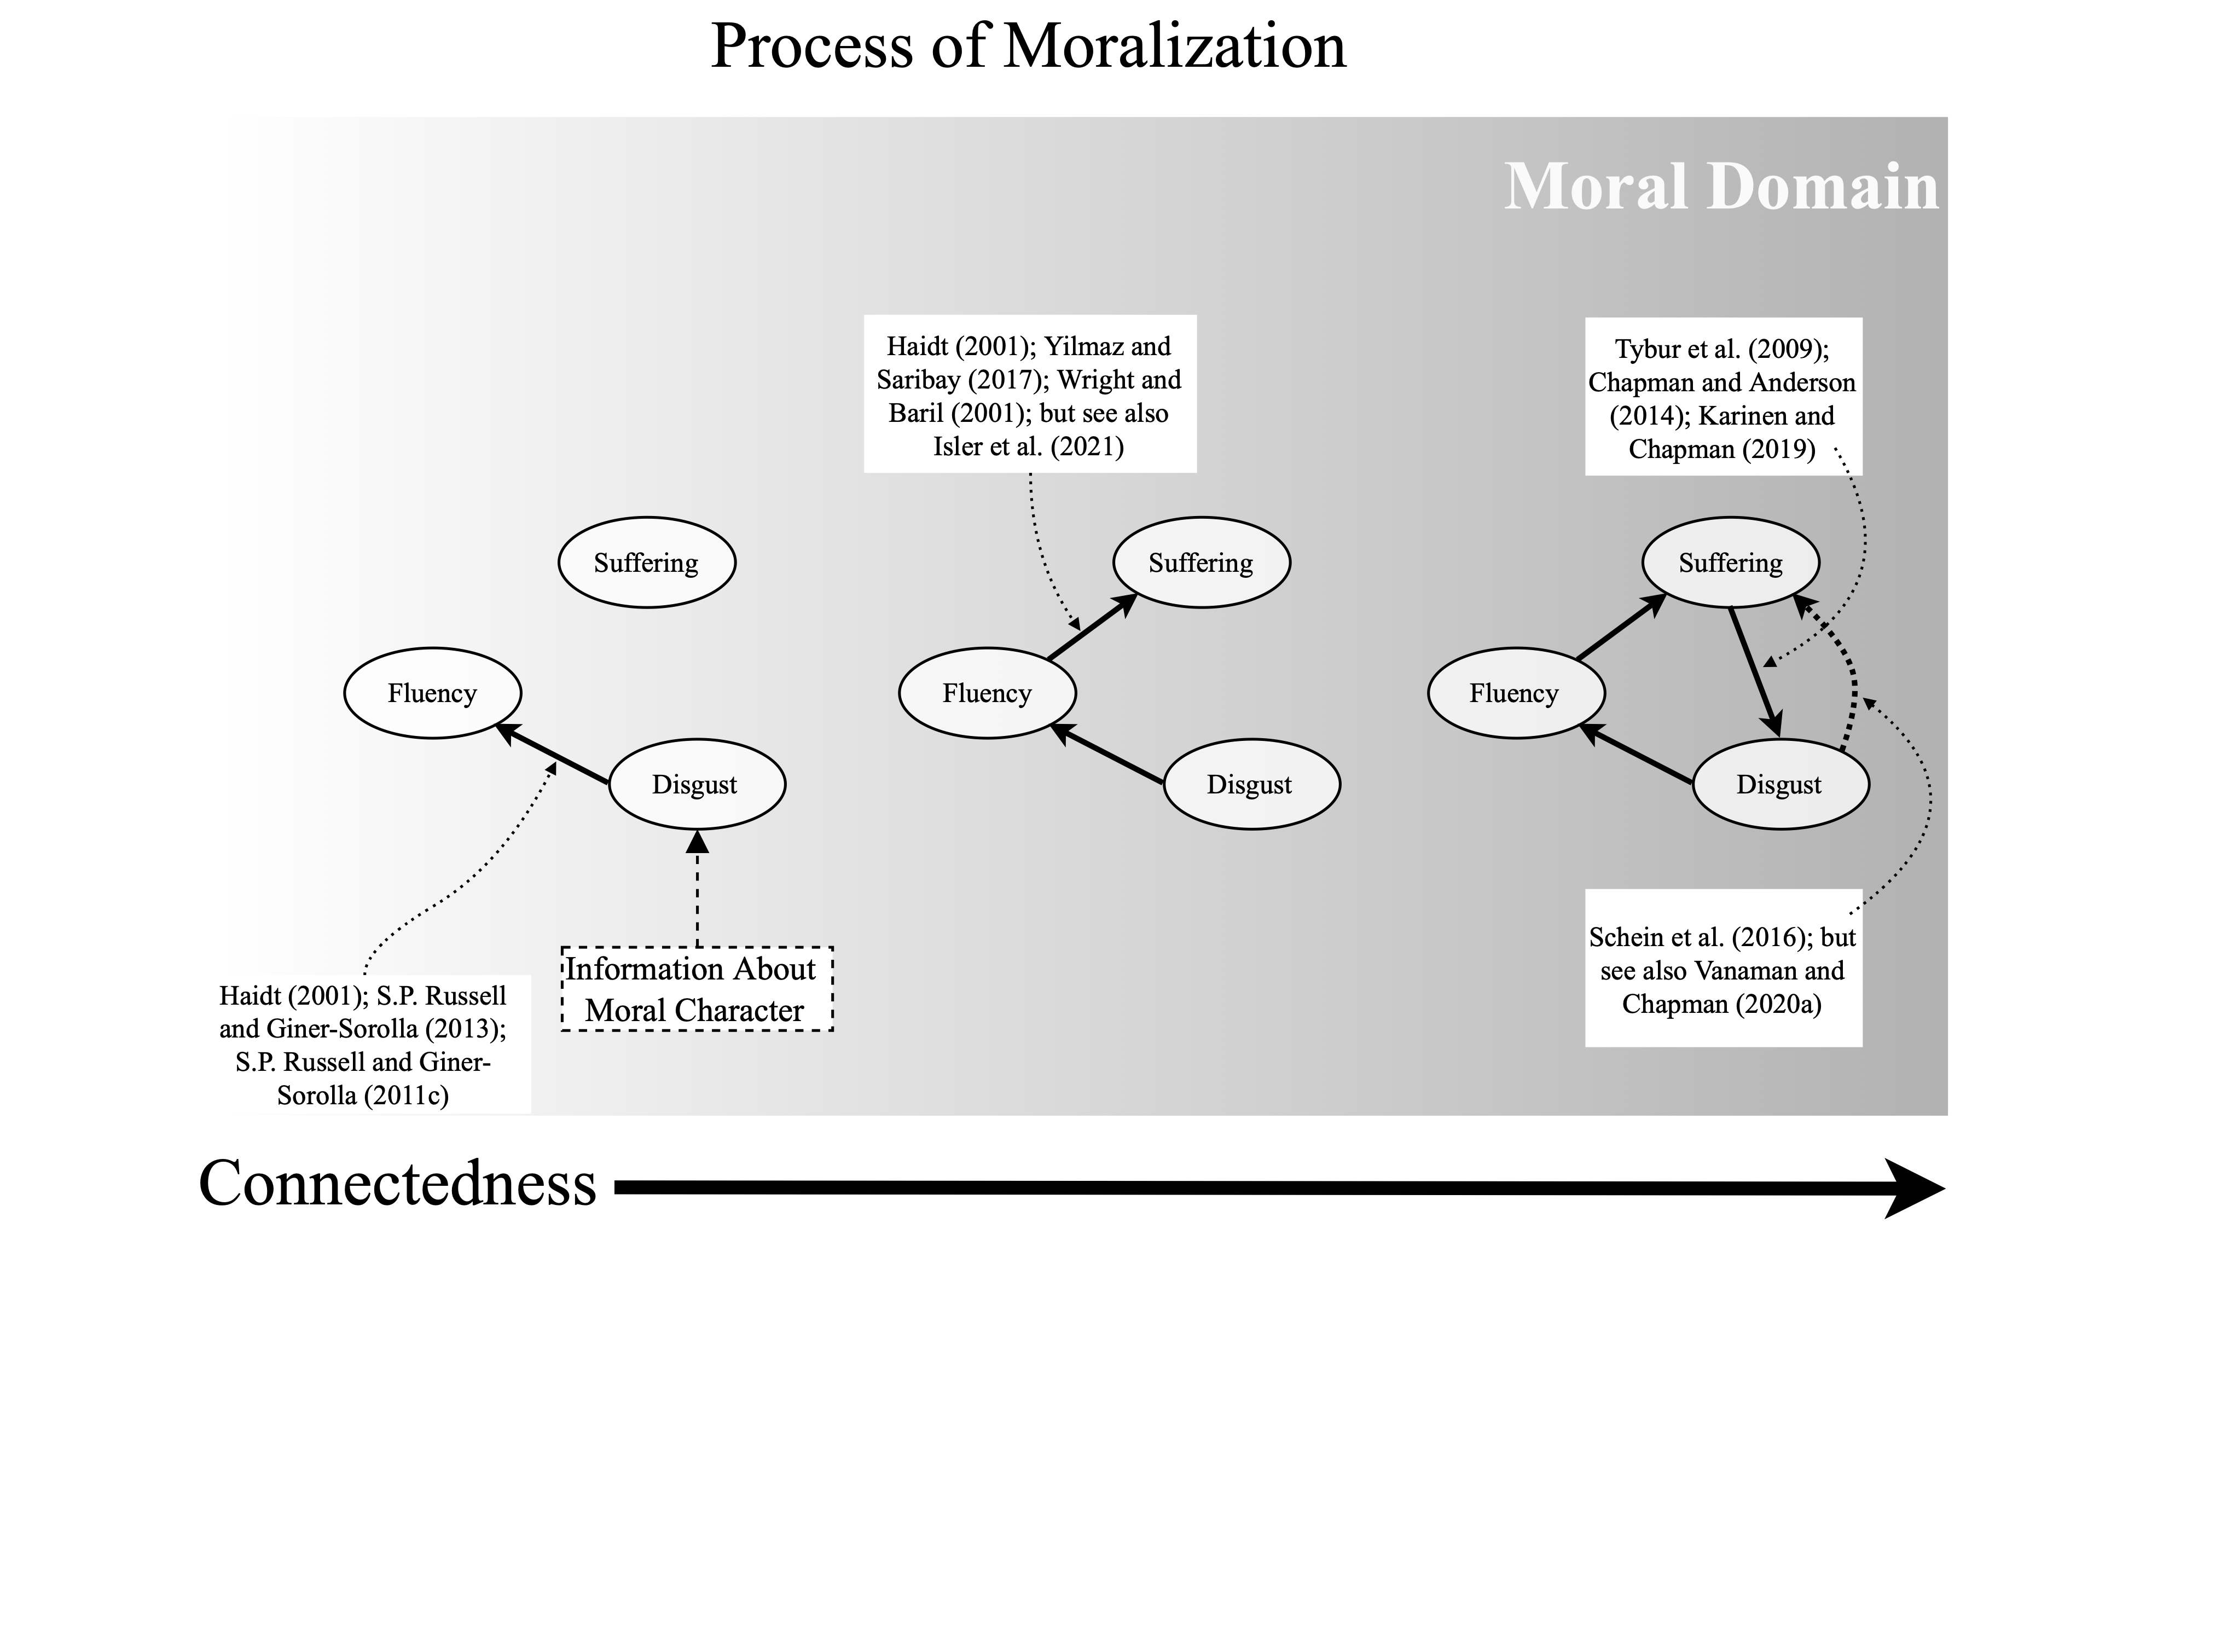 Process of Moralization
Moral Domain
Haidt (2001); Yilmaz and
Saribay (2017); Wright and
Baril (2001); but see also
Isler et al. (2021)
Tybur et al. (2009);
Chapman and Anderson
(2014); Karinen and
Chapman (2019)
Suffering
Fluency
Disgust
Suffering
Fluency
Disgust
Suffering
Fluency
Disgust
Haidt (2001); S.P. Russell
and Giner-Sorolla (2013);
S.P. Russell and Giner-
Sorolla (2011c)
Information About
Moral Character
Schein et al. (2016); but
see also Vanaman and
Chapman (2020a)
Connectedness